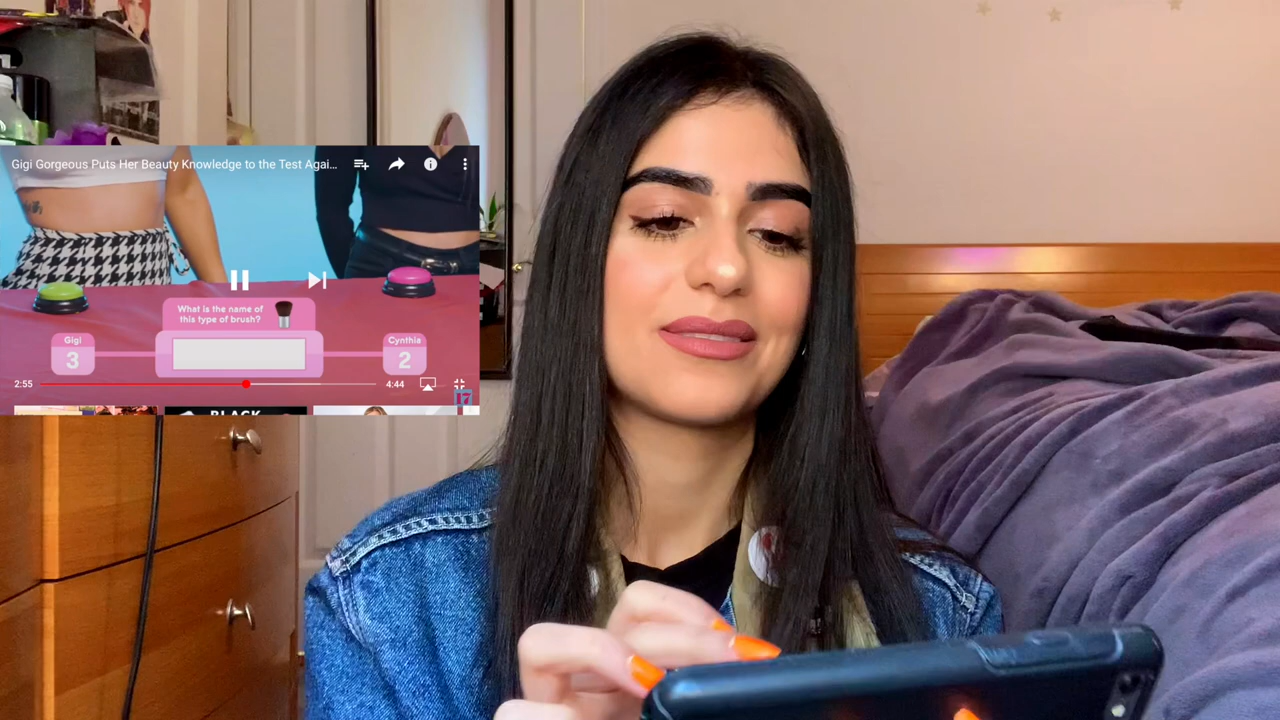 Gigi Gorgeous Puts Her Beauty Knowledge to the Test Agai...
What is the name of
this type of brush?
Gigi
3
Cynthia
2
2:55
4:44
17
BLACK